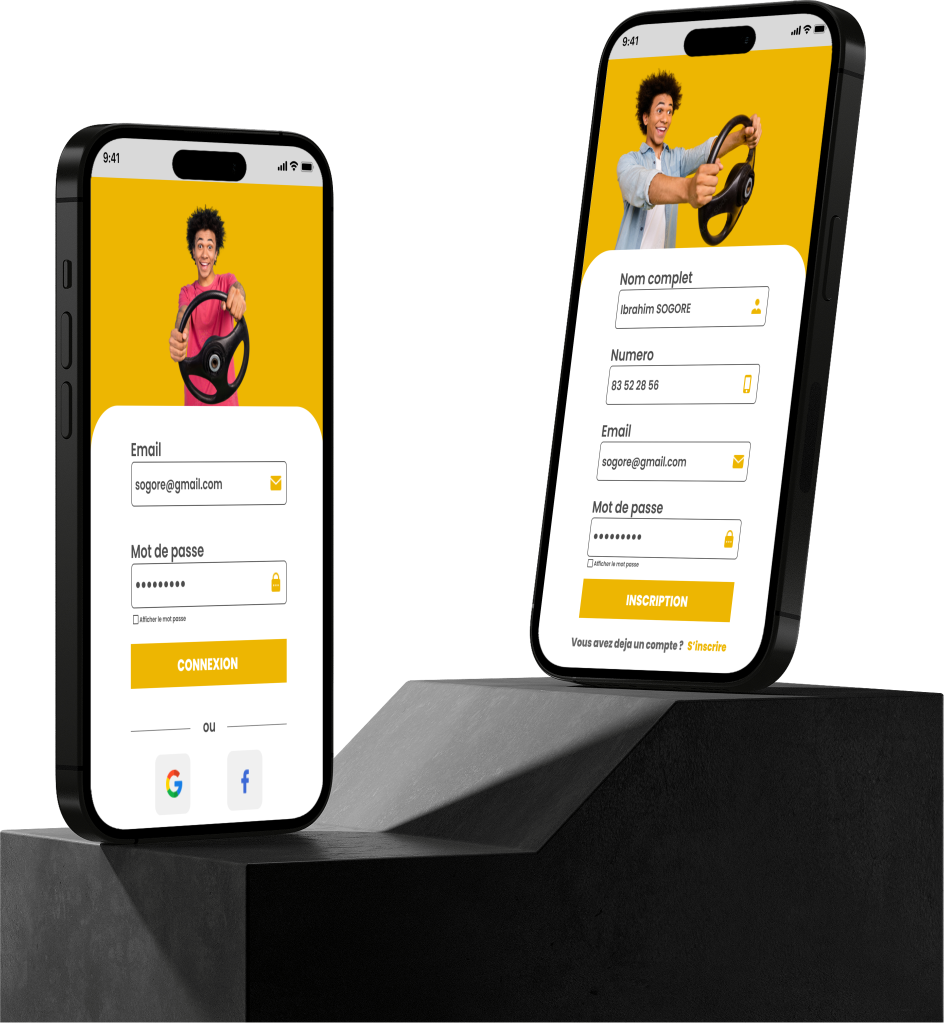 9:41
Email
sogore@gmail.com
Mot de passe
Afficher le mot passe
CONNEXION
ou
9:41
Nom complet
Ibrahim SOGORE
Numero
83 52 28 56
Email
sogore@gmail.com
Mot de passe
Afficher le mot passe
INSCRIPTION
Vous avez deja un compte ? S'inscrire